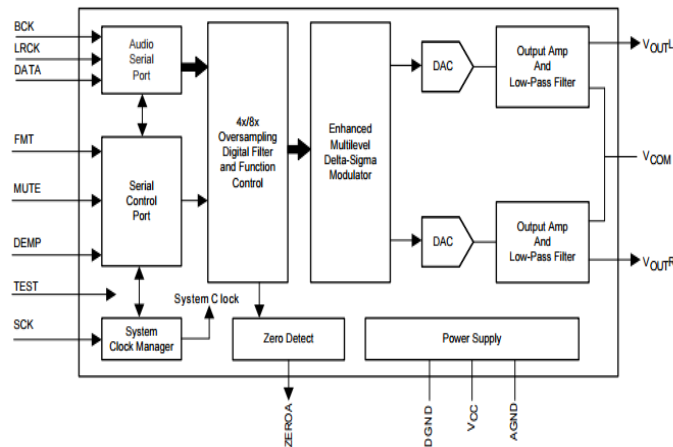 BCK
LRCK
DATA
FMT
MUTE
DEMP
TEST
SCK
Audio
Serial
Port
Serial
Control
Port
System
Clock Manager
System Clock
4x/8x
Oversampling
Digital Filter
and Function
Control
Zero Detect
ZEROA
Enhanced
Multilevel
Delta-Sigma
Modulator
DAC
DAC
Output Amp
And
Low-Pass Filter
Output Amp
And
Low-Pass Filter
VOUTL
VCOM
VOUTR
Power Supply
DGND
VCC
AGND